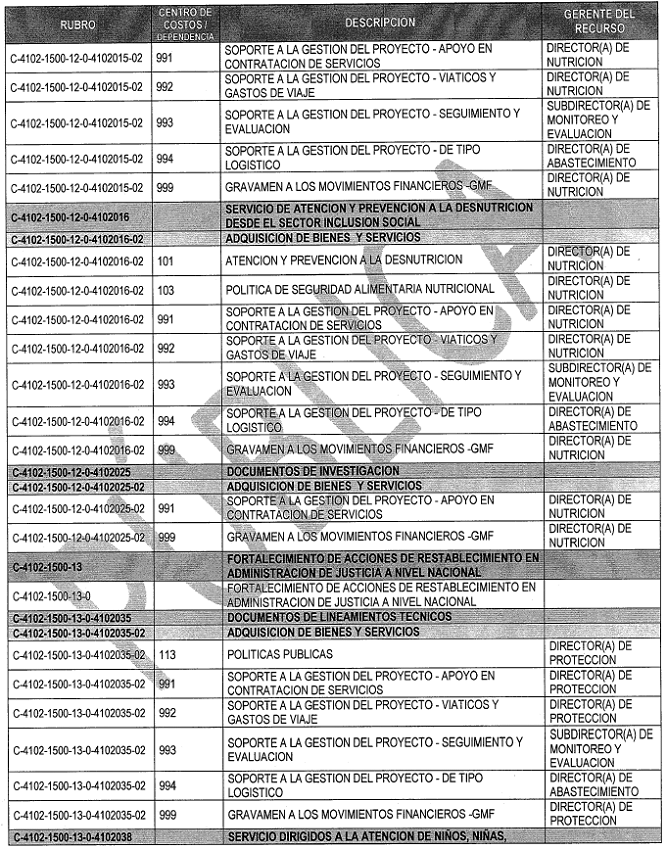 RUBRO CENTRO DE COSTOS / DEPENDENCIA DESCRIPCIÓN GERENTE DEL RECURSO
C-4102-1500-12-0-4102015-02 991 SOPORTE A LA GESTION DEL PROYECTO - APOYO EN CONTRATACION DE SERVICIOS DIRECTOR(A) DE NUTRICION
C-4102-1500-12-0-4102015-02 992 SOPORTE A LA GESTION DEL PROYECTO - VIATICOS Y GASTOS DE VIAJE DIRECTOR(A) DE NUTRICION
C-4102-1500-12-0-4102015-02 993 SOPORTE A LA GESTION DEL PROYECTO - SEGUIMIENTO Y EVALUACION SUBDIRECTOR(A) DE MONITOREO Y EVALUACION
C-4102-1500-12-0-4102015-02 994 SOPORTE A LA GESTION DEL PROYECTO - DE TIPO LOGISTICO DIRECTOR(A) DE ABASTECIMIENTO
C-4102-1500-12-0-4102015-02 999 GRAVAMEN A LOS MOVIMIENTOS FINANCIEROS -GMF DIRECTOR(A) DE NUTRICION
C-4102-1500-12-0-4102016 SERVICIO DE ATENCION Y PREVENCION A LA DESNUTRICION DESDE EL SECTOR INCLUSION SOCIAL
C-4102-1500-12-0-4102016-02 ADQUISICION DE BIENES Y SERVICIOS
C-4102-1500-12-0-4102016-02 101 ATENCION Y PREVENCION A LA DESNUTRICION DIRECTOR(A) DE NUTRICION
C-4102-1500-12-0-4102016-02 103 POLITICA DE SEGURIDAD ALIMENTARIA NUTRICIONAL DIRECTOR(A) DE NUTRICION
C-4102-1500-12-0-4102016-02 991 SOPORTE A LA GESTION DEL PROYECTO - APOYO EN CONTRATACION DE SERVICIOS DIRECTOR(A) DE NUTRICION
C-4102-1500-12-0-4102016-02 992 SOPORTE A LA GESTION DEL PROYECTO - VIATICOS Y GASTOS DE VIAJE DIRECTOR(A) DE NUTRICION
C-4102-1500-12-0-4102016-02 993 SOPORTE A LA GESTION DEL PROYECTO - SEGUIMIENTO Y EVALUACION SUBDIRECTOR(A) DE MONITOREO Y EVALUACION
C-4102-1500-12-0-4102016-02 994 SOPORTE A LA GESTION DEL PROYECTO - DE TIPO LOGISTICO DIRECTOR(A) DE ABASTECIMIENTO
C-4102-1500-12-0-4102016-02 999 GRAVAMEN A LOS MOVIMIENTOS FINANCIEROS -GMF DIRECTOR(A) DE NUTRICION
C-4102-1500-12-0-4102025 DOCUMENTOS DE INVESTIGACION
C-4102-1500-12-0-4102025-02 ADQUISICION DE BIENES Y SERVICIOS
C-4102-1500-12-0-4102025-02 991 SOPORTE A LA GESTION DEL PROYECTO - APOYO EN CONTRATACION DE SERVICIOS DIRECTOR(A) DE NUTRICION
C-4102-1500-12-0-4102025-02 999 GRAVAMEN A LOS MOVIMIENTOS FINANCIEROS -GMF DIRECTOR(A) DE NUTRICION
C-4102-1500-13 FORTALECIMIENTO DE ACCIONES DE RESTABLECIMIENTO EN ADMINISTRACION DE JUSTICIA A NIVEL NACIONAL
C-4102-1500-13-0 FORTALECIMIENTO DE ACCIONES DE RESTABLECIMIENTO EN ADMINISTRACION DE JUSTICIA A NIVEL NACIONAL
C-4102-1500-13-0-4102035 DOCUMENTOS DE LINEAMIENTOS TECNICOS
C-4102-1500-13-0-4102035-02 ADQUISICION DE BIENES Y SERVICIOS
C-4102-1500-13-0-4102035-02 113 POLITICAS PUBLICAS DIRECTOR(A) DE PROTECCION
C-4102-1500-13-0-4102035-02 991 SOPORTE A LA GESTION DEL PROYECTO - APOYO EN CONTRATACION DE SERVICIOS DIRECTOR(A) DE PROTECCION
C-4102-1500-13-0-4102035-02 992 SOPORTE A LA GESTION DEL PROYECTO - VIATICOS Y GASTOS DE VIAJE DIRECTOR(A) DE PROTECCION
C-4102-1500-13-0-4102035-02 993 SOPORTE A LA GESTION DEL PROYECTO - SEGUIMIENTO Y EVALUACION SUBDIRECTOR(A) DE MONITOREO Y EVALUACION
C-4102-1500-13-0-4102035-02 994 SOPORTE A LA GESTION DEL PROYECTO - DE TIPO LOGISTICO DIRECTOR(A) DE ABASTECIMIENTO
C-4102-1500-13-0-4102035-02 999 GRAVAMEN A LOS MOVIMIENTOS FINANCIEROS -GMF DIRECTOR(A) DE PROTECCION
C-4102-1500-13-0-4102038 SERVICIO DIRIGIDOS A LA ATENCION DE NIÑOS, NIÑAS,
PÚBLICA